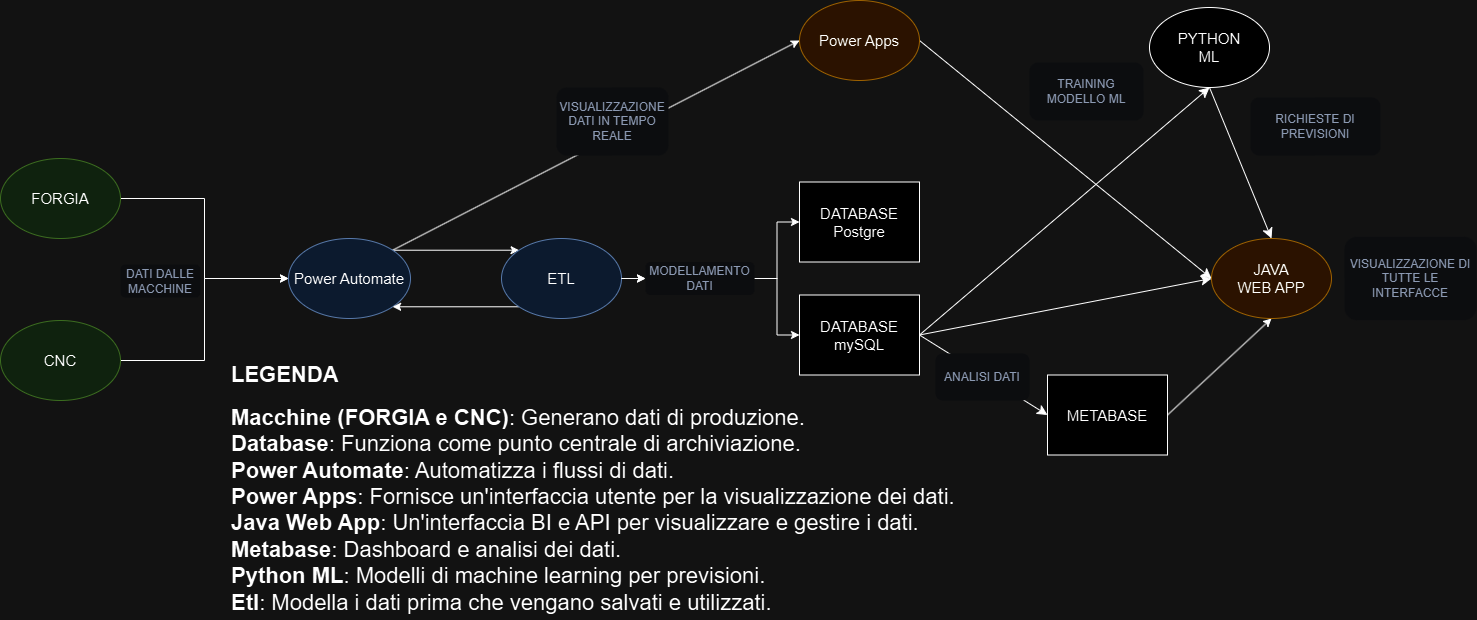 Power Apps
PYTHON
ML
TRAINING
MODELLO ML
VISUALIZZAZIONE
DATI IN TEMPO
REALE
RICHIESTE DI
PREVISIONI
FORGIA
DATABASE
Postgre
DATI DALLE
MACCHINE
Power Automate
ETL
MODELLAMENTO
DATI
JAVA
WEB APP
VISUALIZZAZIONE DI
TUTTE LE
INTERFACCE
DATABASE
mySQL
CNC
ANALISI DATI
METABASE
LEGENDA
Macchine (FORGIA e CNC): Generano dati di produzione.
Database: Funziona come punto centrale di archiviazione.
Power Automate: Automatizza i flussi di dati.
Power Apps: Fornisce un'interfaccia utente per la visualizzazione dei dati.
Java Web App: Un'interfaccia BI e API per visualizzare e gestire i dati.
Metabase: Dashboard e analisi dei dati.
Python ML: Modelli di machine learning per previsioni.
Etl: Modella i dati prima che vengano salvati e utilizzati.